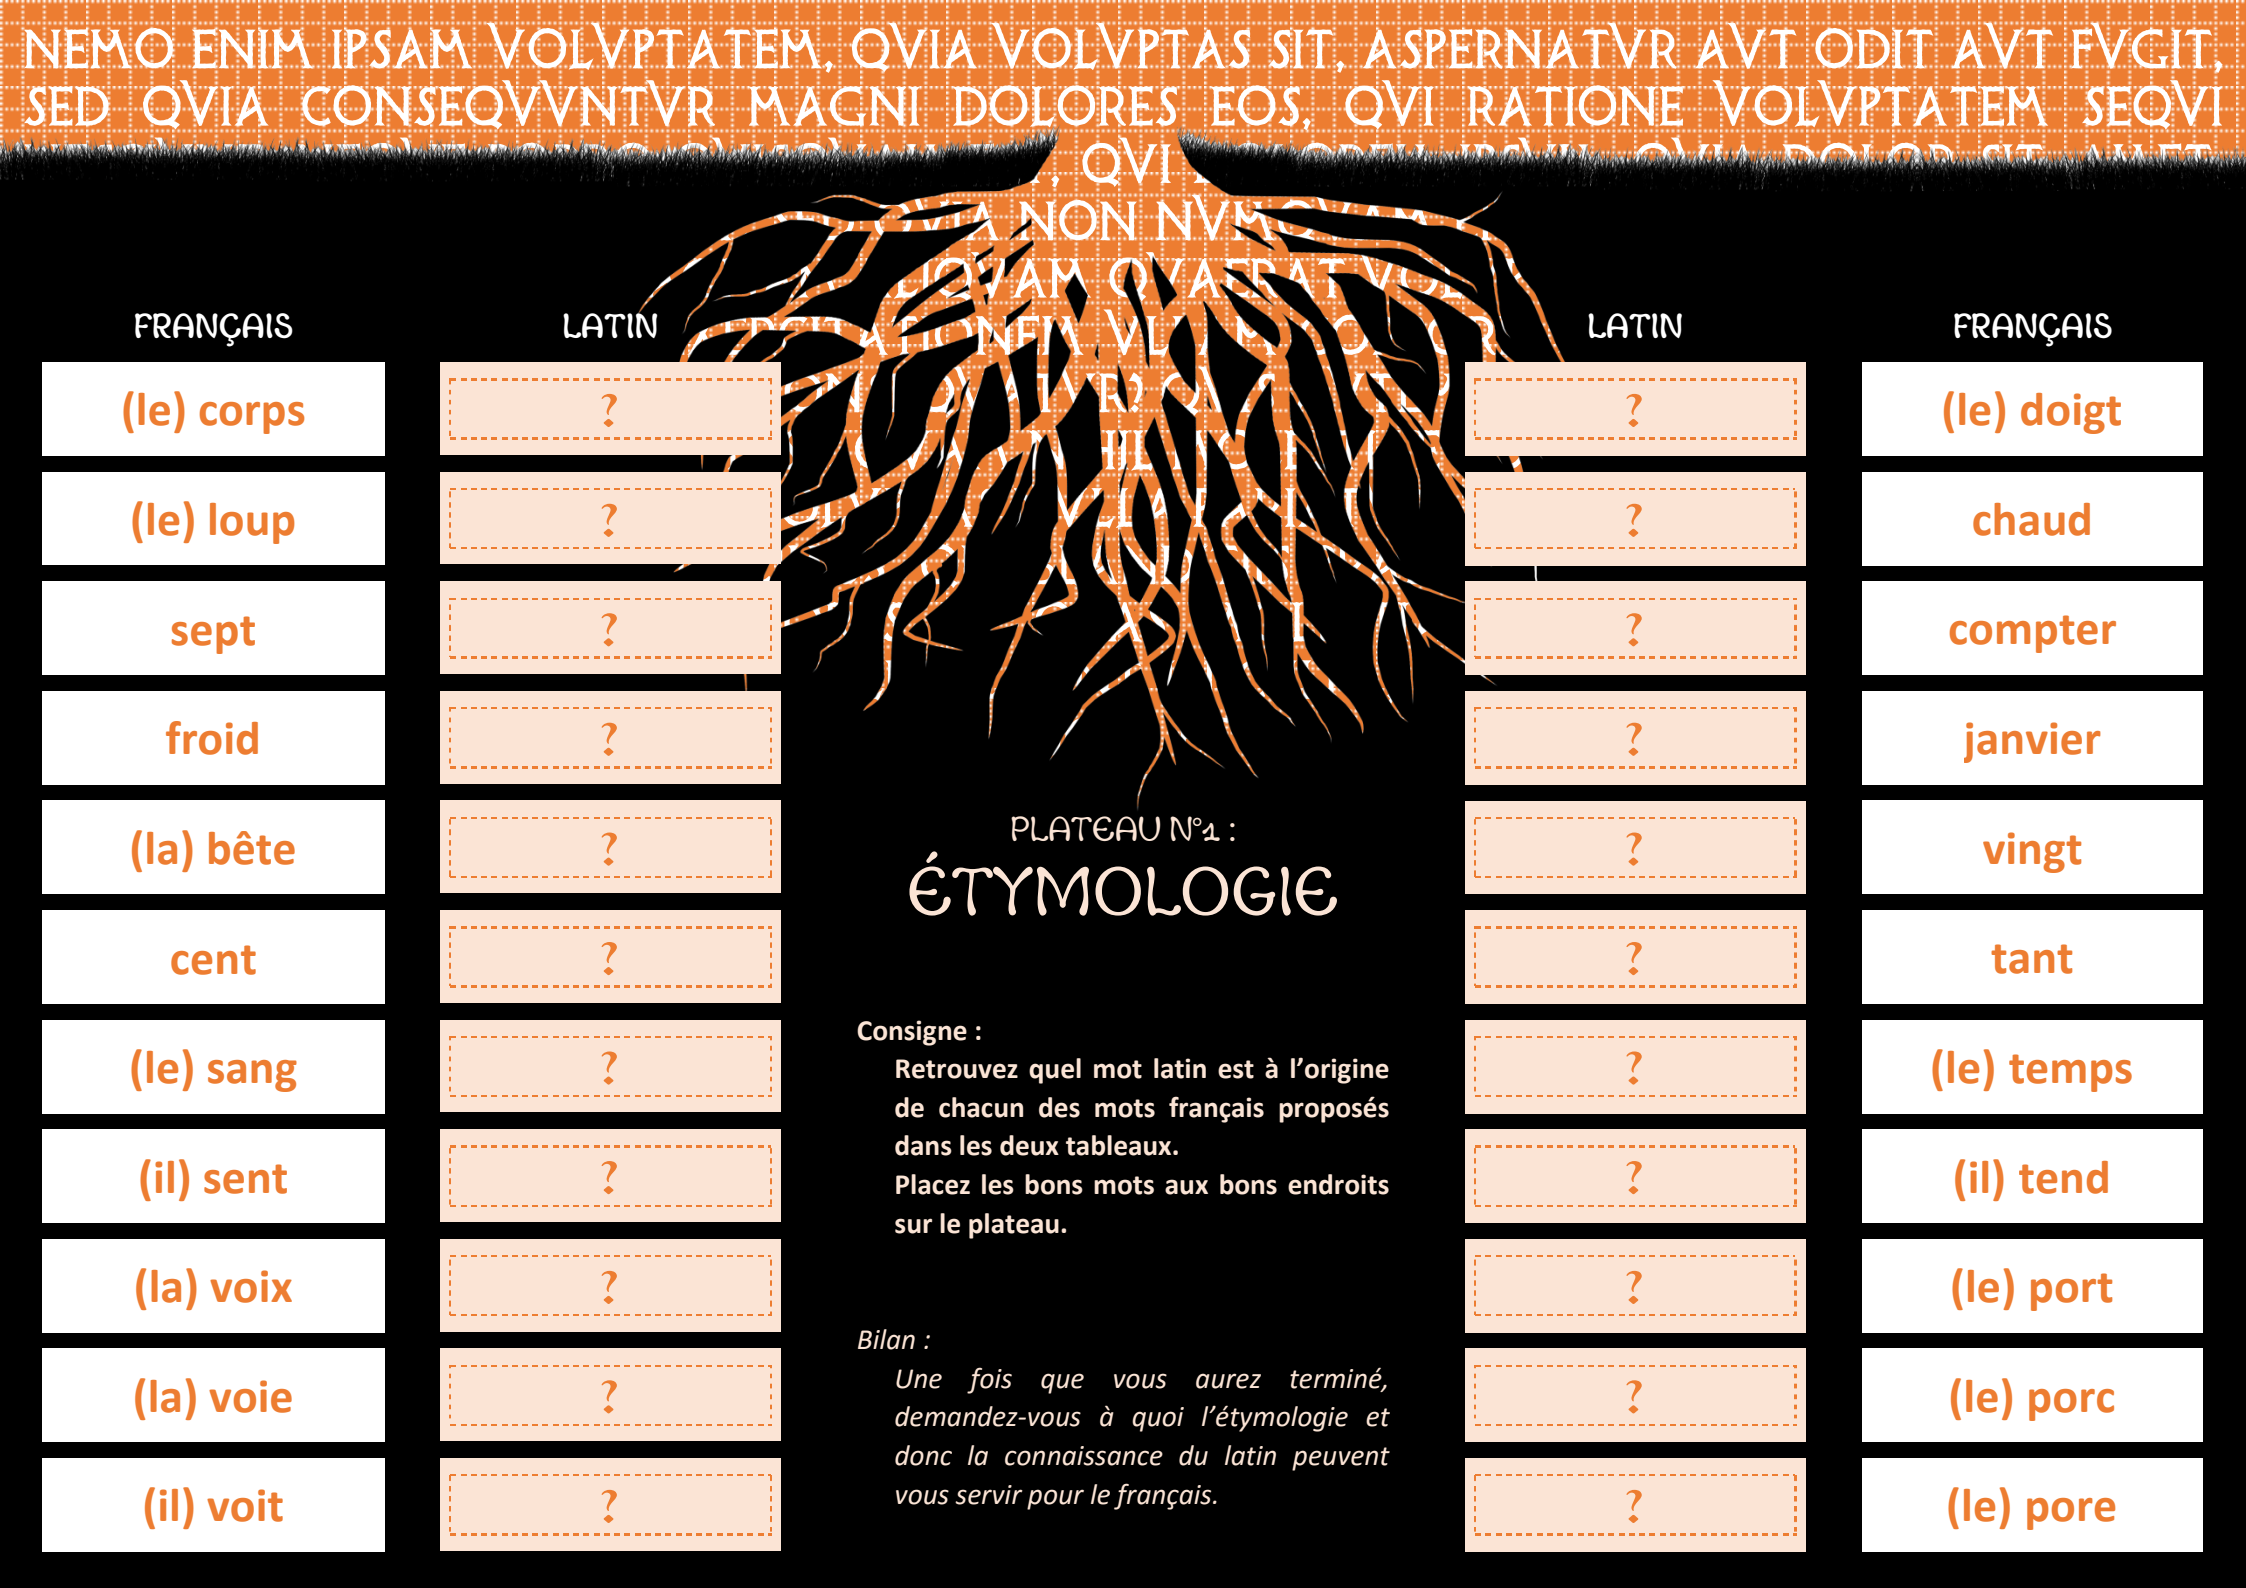 NEMO ENIM IPSAM VOLVPTATEM, QVIA VOLVPTAS SIT, ASPERNATVR AVT ODIT AVT FVGIT,
SED QVIA CONSEQVVNTVR MAGNI DOLORES EOS, QVI RATIONE VOLVPTATEM SEQVI
QVI
NON NVMQVAM
QVAERAT
FRANÇAIS
(le) corps
(le) loup
sept
froid
(la) bête
cent
(le) sang
(il) sent
(la) voix
(la) voie
(il) voit
LATIN
?
?
?
?
?
?
?
?
?
?
?
PLATEAU N°1 :
ÉTYMOLOGIE
Consigne :
Retrouvez quel mot latin est à l’origine
de chacun des mots français proposés
dans les deux tableaux.
Placez les bons mots aux bons endroits
sur le plateau.
Bilan :
Une fois que vous aurez terminé,
demandez-vous à quoi l’étymologie et
donc la connaissance du latin peuvent
vous servir pour le français.
LATIN
?
?
?
?
?
?
?
?
?
?
?
FRANÇAIS
(le) doigt
chaud
compter
janvier
vingt
tant
(le) temps
(il) tend
(le) port
(le) porc
(le) pore